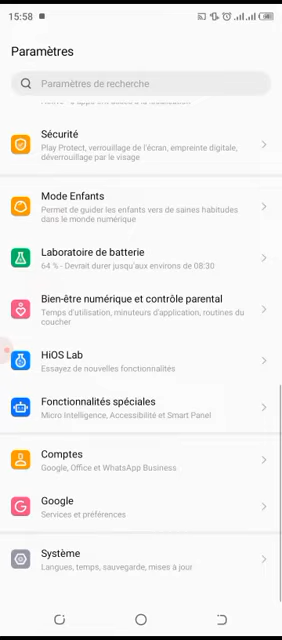 15:58
Paramètres
Paramètres de recherche
Sécurité
Play Protect, verrouillage de l'écran, empreinte digitale,
déverrouillage par le visage
Mode Enfants
Permet de guider les enfants vers de saines habitudes
dans le monde numérique
Laboratoire de batterie
64 % - Devrait durer jusqu'aux environs de 08:30
Bien-être numérique et contrôle parental
Temps d'utilisation, minuteurs d'application, routines du
coucher
HiOS Lab
Essayez de nouvelles fonctionnalités
Fonctionnalités spéciales
Micro Intelligence, Accessibilité et Smart Panel
Comptes
Google, Office et WhatsApp Business
Google
Services et préférences
Système
Langues, temps, sauvegarde, mises à jour